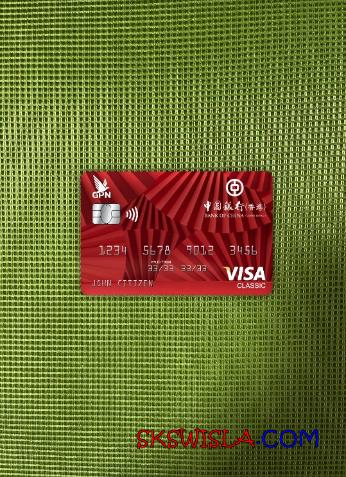 GPN
中国银行(香港)
BANK OF CHINA (HONG KONG)
1234 5678 9012 3456
33/33 33/33
VISA
CLASSIC
JOHN CITIZEN
SKSWISLA.COM